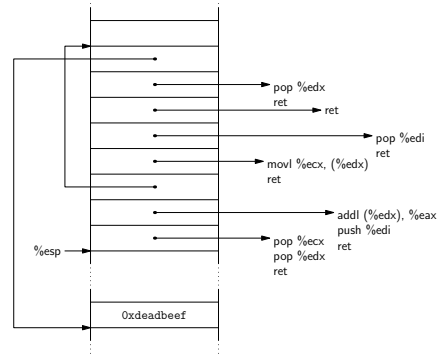 pop %edx
ret
ret
pop %edi
ret
movl %ecx, (%edx)
ret
addl (%edx), %eax
push %edi
ret
%esp
pop %ecx
pop %edx
ret
0xdeadbeef